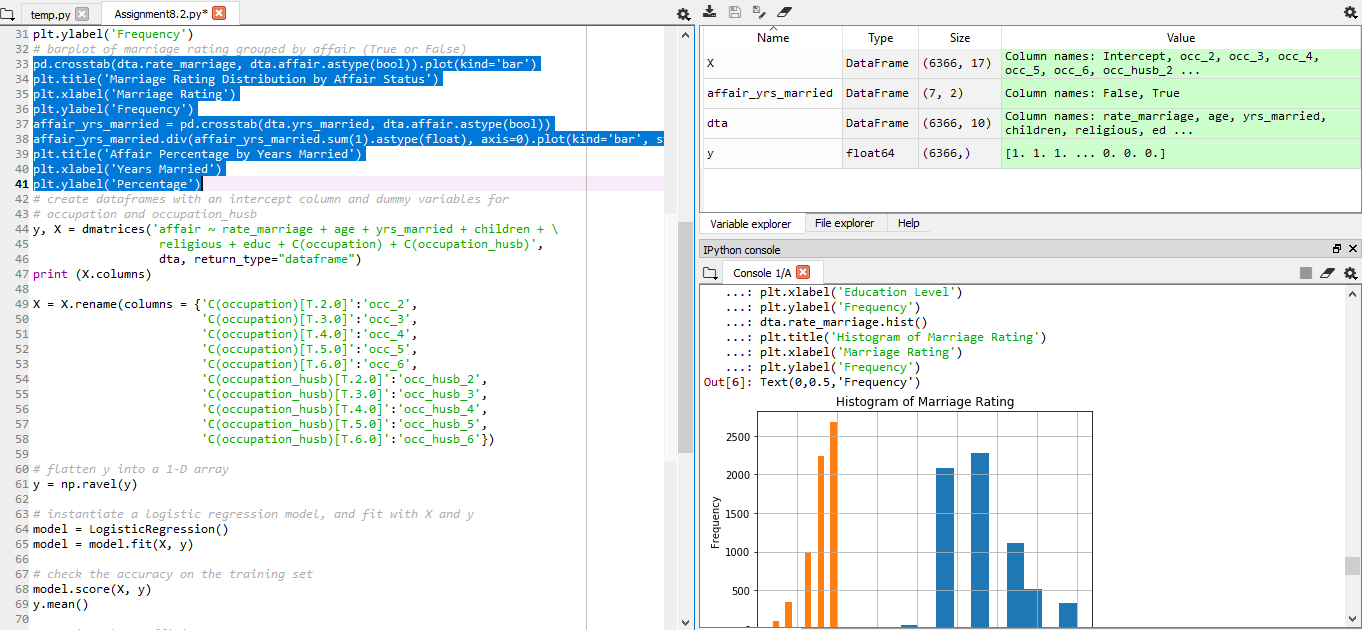 temp.py
Assignment8.2.py*
31 plt.ylabel('Frequency')
32 # barplot of marriage rating grouped by affair (True or False)
33 pd.crosstab(dta.rate_marriage, dta.affair.astype(bool)).plot(kind='bar')
34 plt.title('Marriage Rating Distribution by Affair Status')
35 plt.xlabel('Marriage Rating')
36 plt.ylabel('Frequency')
37 affair_yrs_married = pd.crosstab(dta.yrs_married, dta.affair.astype(bool))
38 affair_yrs_married.div(affair_yrs_married.sum(1).astype(float), axis=0).plot(kind='bar', s
39 plt.title('Affair Percentage by Years Married')
40 plt.xlabel('Years Married')
41 plt.ylabel('Percentage')
42 # create dataframes with an intercept column and dummy variables for
43 # occupation and occupation_husb
44 y, X = dmatrices('affair ~ rate_marriage + age + yrs_married + children + \
45 religious + educ + C(occupation) + C(occupation_husb)',
46 dta, return_type="dataframe")
47 print (X.columns)
48
49 X = X.rename(columns = {'C(occupation)[T.2.0]':'occ_2',
50 'C(occupation)[T.3.0]':'occ_3',
51 'C(occupation)[T.4.0]':'occ_4',
52 'C(occupation)[T.5.0]':'occ_5',
53 'C(occupation)[T.6.0]':'occ_6',
54 'C(occupation_husb)[T.2.0]':'occ_husb_2',
55 'C(occupation_husb)[T.3.0]':'occ_husb_3',
56 'C(occupation_husb)[T.4.0]':'occ_husb_4',
57 'C(occupation_husb)[T.5.0]':'occ_husb_5',
58 'C(occupation_husb)[T.6.0]':'occ_husb_6'})
59
60 # flatten y into a 1-D array
61 y = np.ravel(y)
62
63 # instantiate a logistic regression model, and fit with X and y
64 model = LogisticRegression()
65 model = model.fit(X, y)
66
67 # check the accuracy on the training set
68 model.score(X, y)
69 y.mean()
70
Name Type Size Value
X DataFrame (6366, 17) Column names: Intercept, occ_2, occ_3, occ_4,
occ_5, occ_6, occ_husb_2 ...
affair_yrs_married DataFrame (7, 2) Column names: False, True
dta DataFrame (6366, 10) Column names: rate_marriage, age, yrs_married,
children, religious, ed ...
y float64 (6366,) [1. 1. 1. ... 0. 0. 0.]
Variable explorer File explorer Help
IPython console
Console 1/A
...: plt.xlabel('Education Level')
...: plt.ylabel('Frequency')
...: dta.rate_marriage.hist()
...: plt.title('Histogram of Marriage Rating')
...: plt.xlabel('Marriage Rating')
...: plt.ylabel('Frequency')
Out[6]: Text(0,0.5,'Frequency')
Histogram of Marriage Rating
2500
2000
1500
1000
500
Frequency